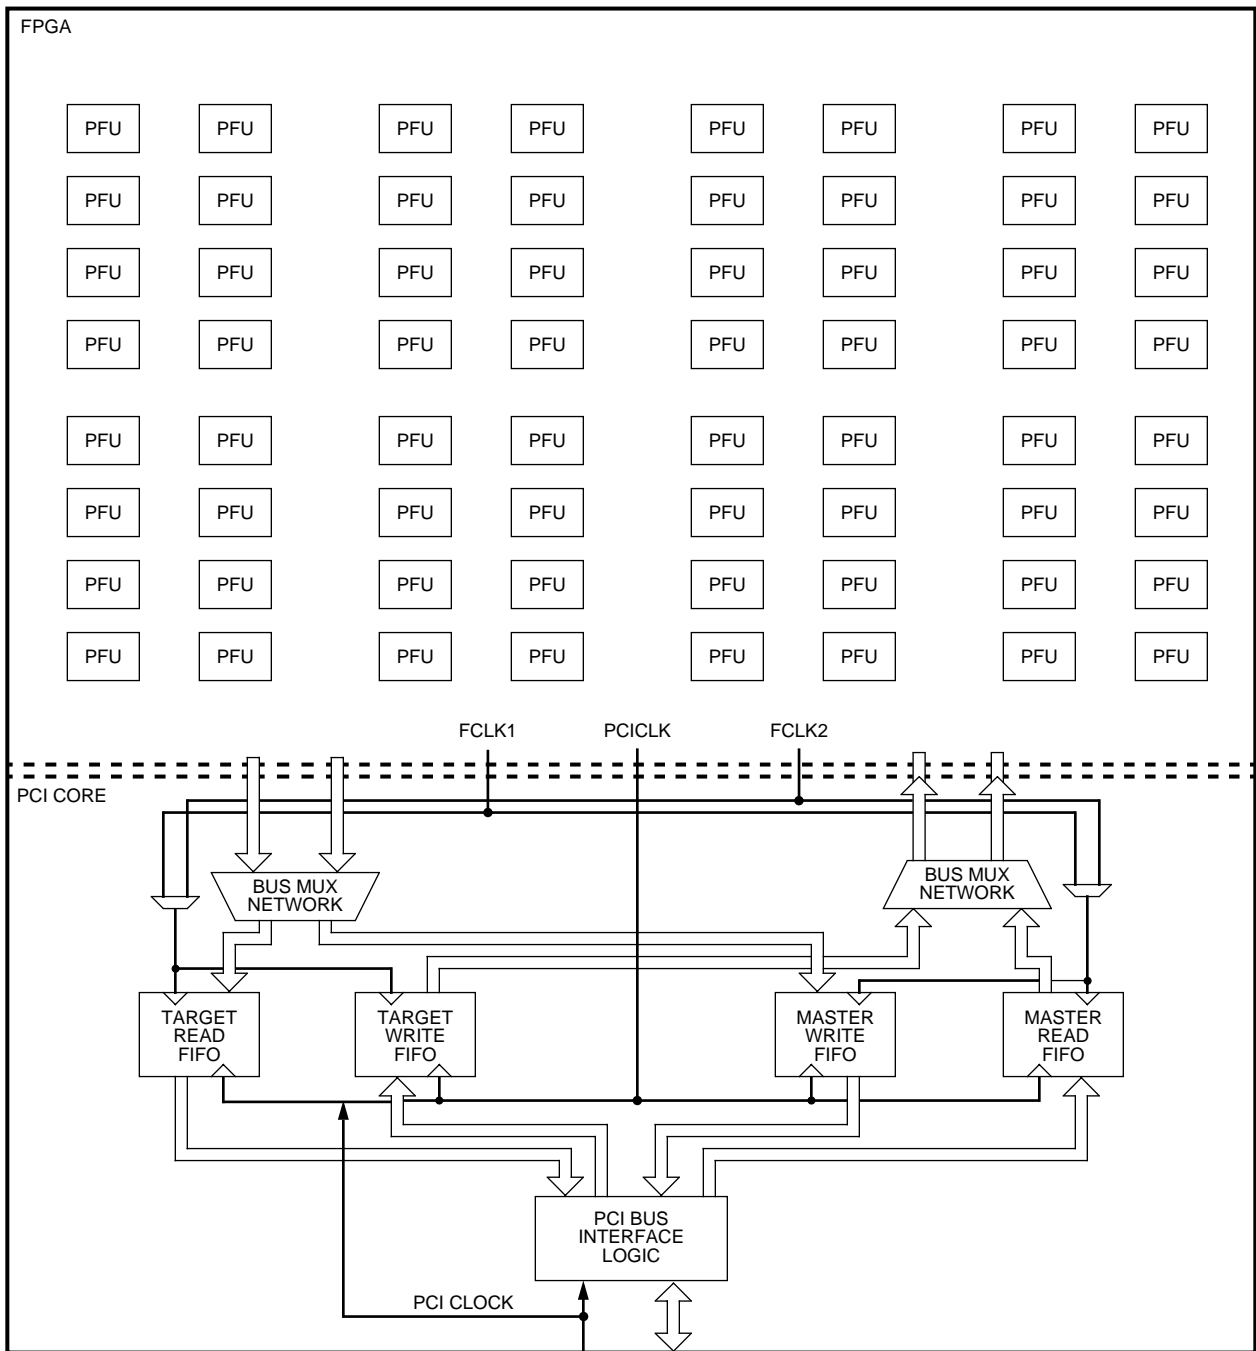 FPGA
PFU PFU PFU PFU PFU PFU PFU PFU
PFU PFU PFU PFU PFU PFU PFU PFU
PFU PFU PFU PFU PFU PFU PFU PFU
PFU PFU PFU PFU PFU PFU PFU PFU
PFU PFU PFU PFU PFU PFU PFU PFU
PFU PFU PFU PFU PFU PFU PFU PFU
PFU PFU PFU PFU PFU PFU PFU PFU
PFU PFU PFU PFU PFU PFU PFU PFU
FCLK1 PCICLK FCLK2
PCI CORE
BUS MUX
NETWORK
BUS MUX
NETWORK
TARGET
READ
FIFO
TARGET
WRITE
FIFO
MASTER
WRITE
FIFO
MASTER
READ
FIFO
PCI BUS
INTERFACE
LOGIC
PCI CLOCK